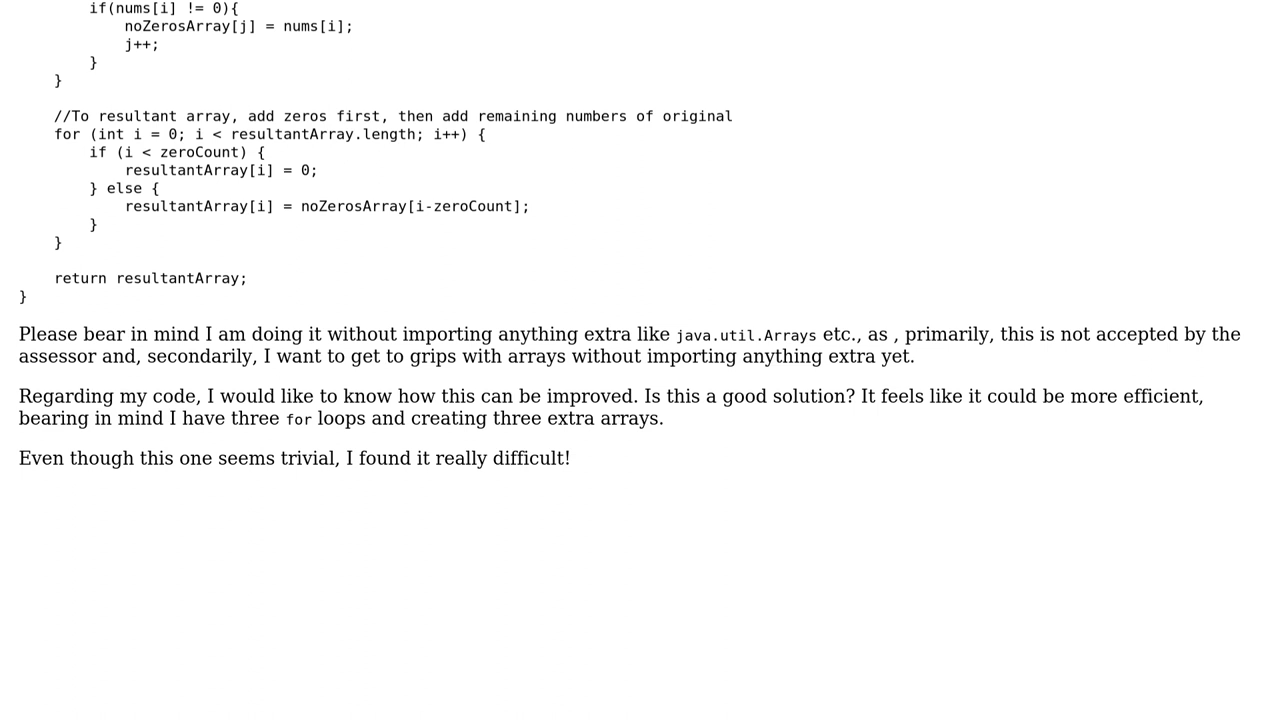 if(nums[i] != 0){
            noZerosArray[j] = nums[i];
            j++;
        }
    }

    //To resultant array, add zeros first, then add remaining numbers of original
    for (int i = 0; i < resultantArray.length; i++) {
        if (i < zeroCount) {
            resultantArray[i] = 0;
        } else {
            resultantArray[i] = noZerosArray[i-zeroCount];
        }
    }

    return resultantArray;
}
Please bear in mind I am doing it without importing anything extra like java.util.Arrays etc., as , primarily, this is not accepted by the
assessor and, secondarily, I want to get to grips with arrays without importing anything extra yet.
Regarding my code, I would like to know how this can be improved. Is this a good solution? It feels like it could be more efficient,
bearing in mind I have three for loops and creating three extra arrays.
Even though this one seems trivial, I found it really difficult!